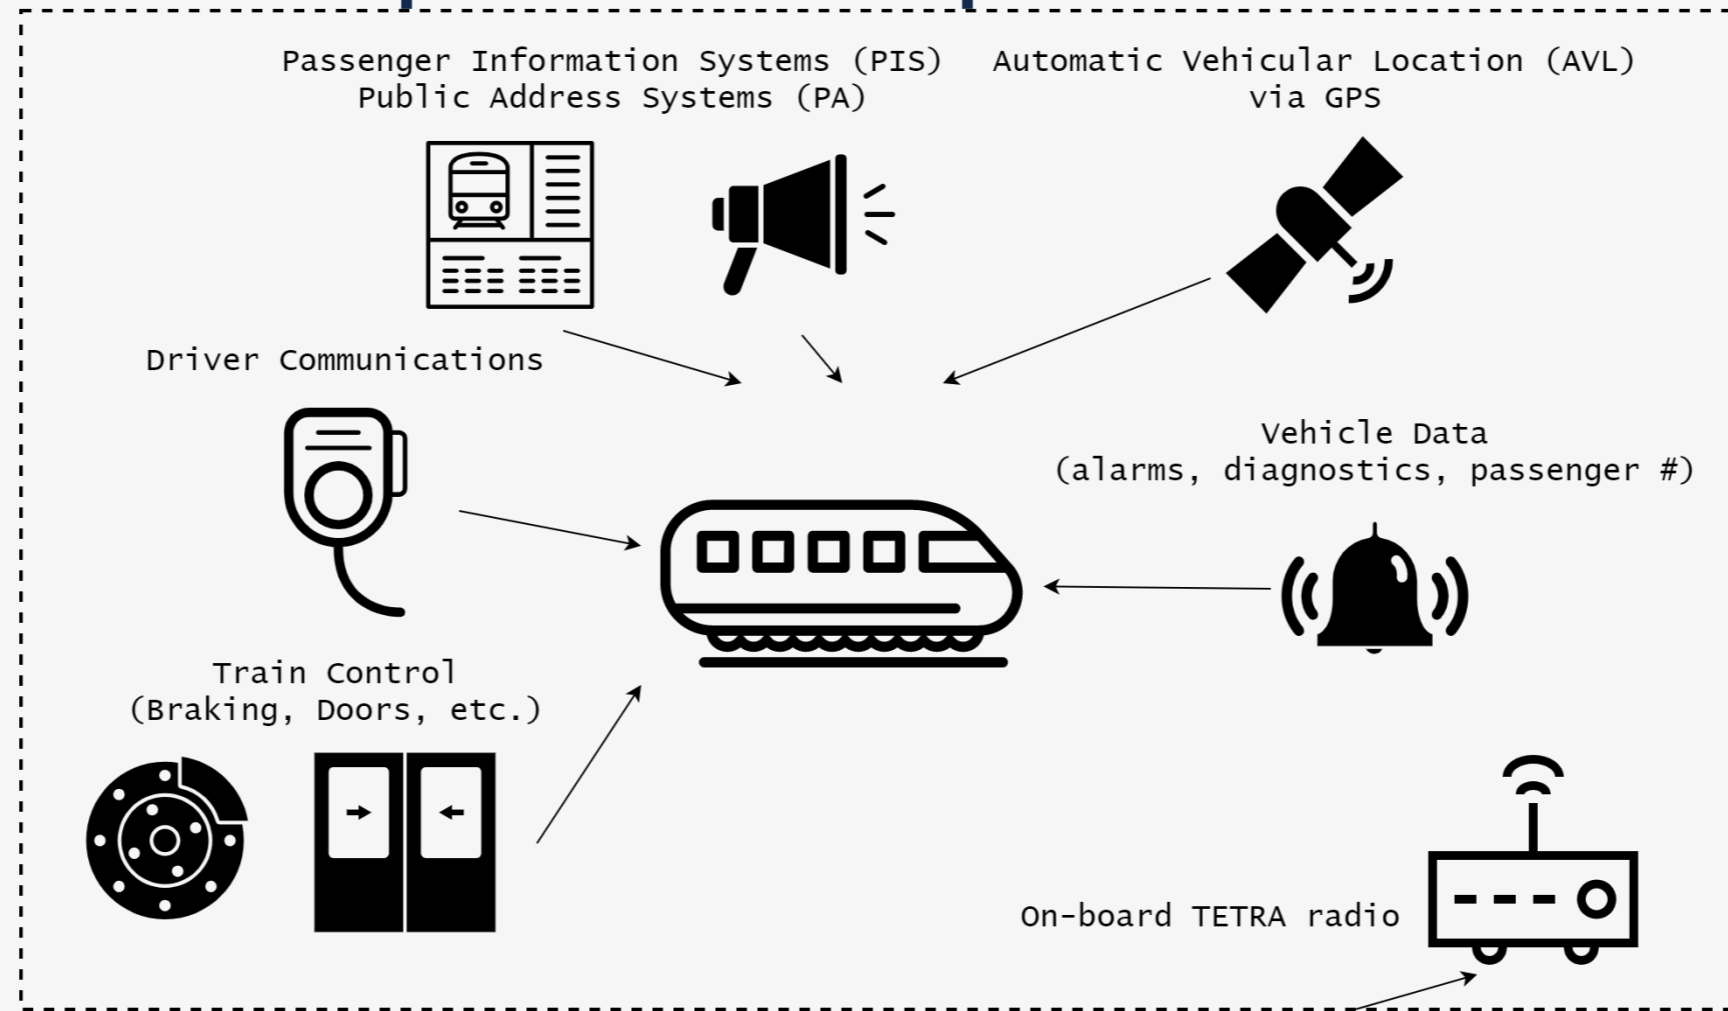 Passenger Information Systems (PIS)
Public Address Systems (PA)
Automatic Vehicular Location (AVL)
via GPS
Driver Communications
Vehicle Data
(alarms, diagnostics, passenger #)
Train Control
(Braking, Doors, etc.)
On-board TETRA radio